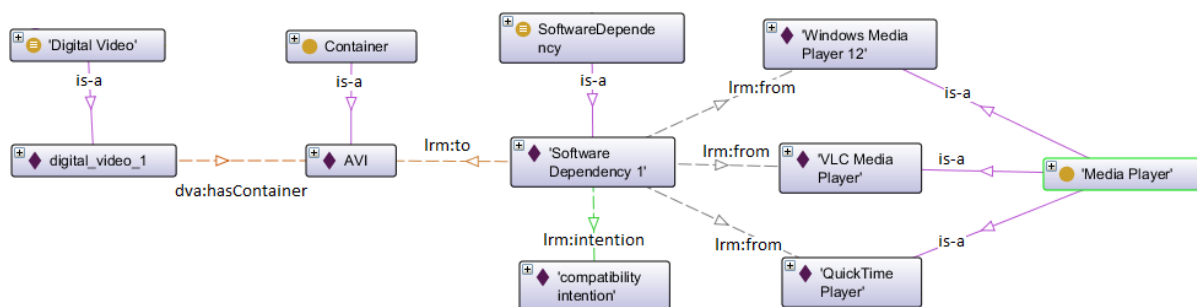 'Digital Video'
Container
SoftwareDepende
ncy
'Windows Media
Player 12'
is-a
is-a
is-a
lrm:from
is-a
digital_video_1
AVI
lrm:to
'Software
Dependency 1'
lrm:from
'VLC Media
Player'
is-a
'Media Player'
dva:hasContainer
lrm:intention
lrm:from
is-a
'compatibility
intention'
'QuickTime
Player'